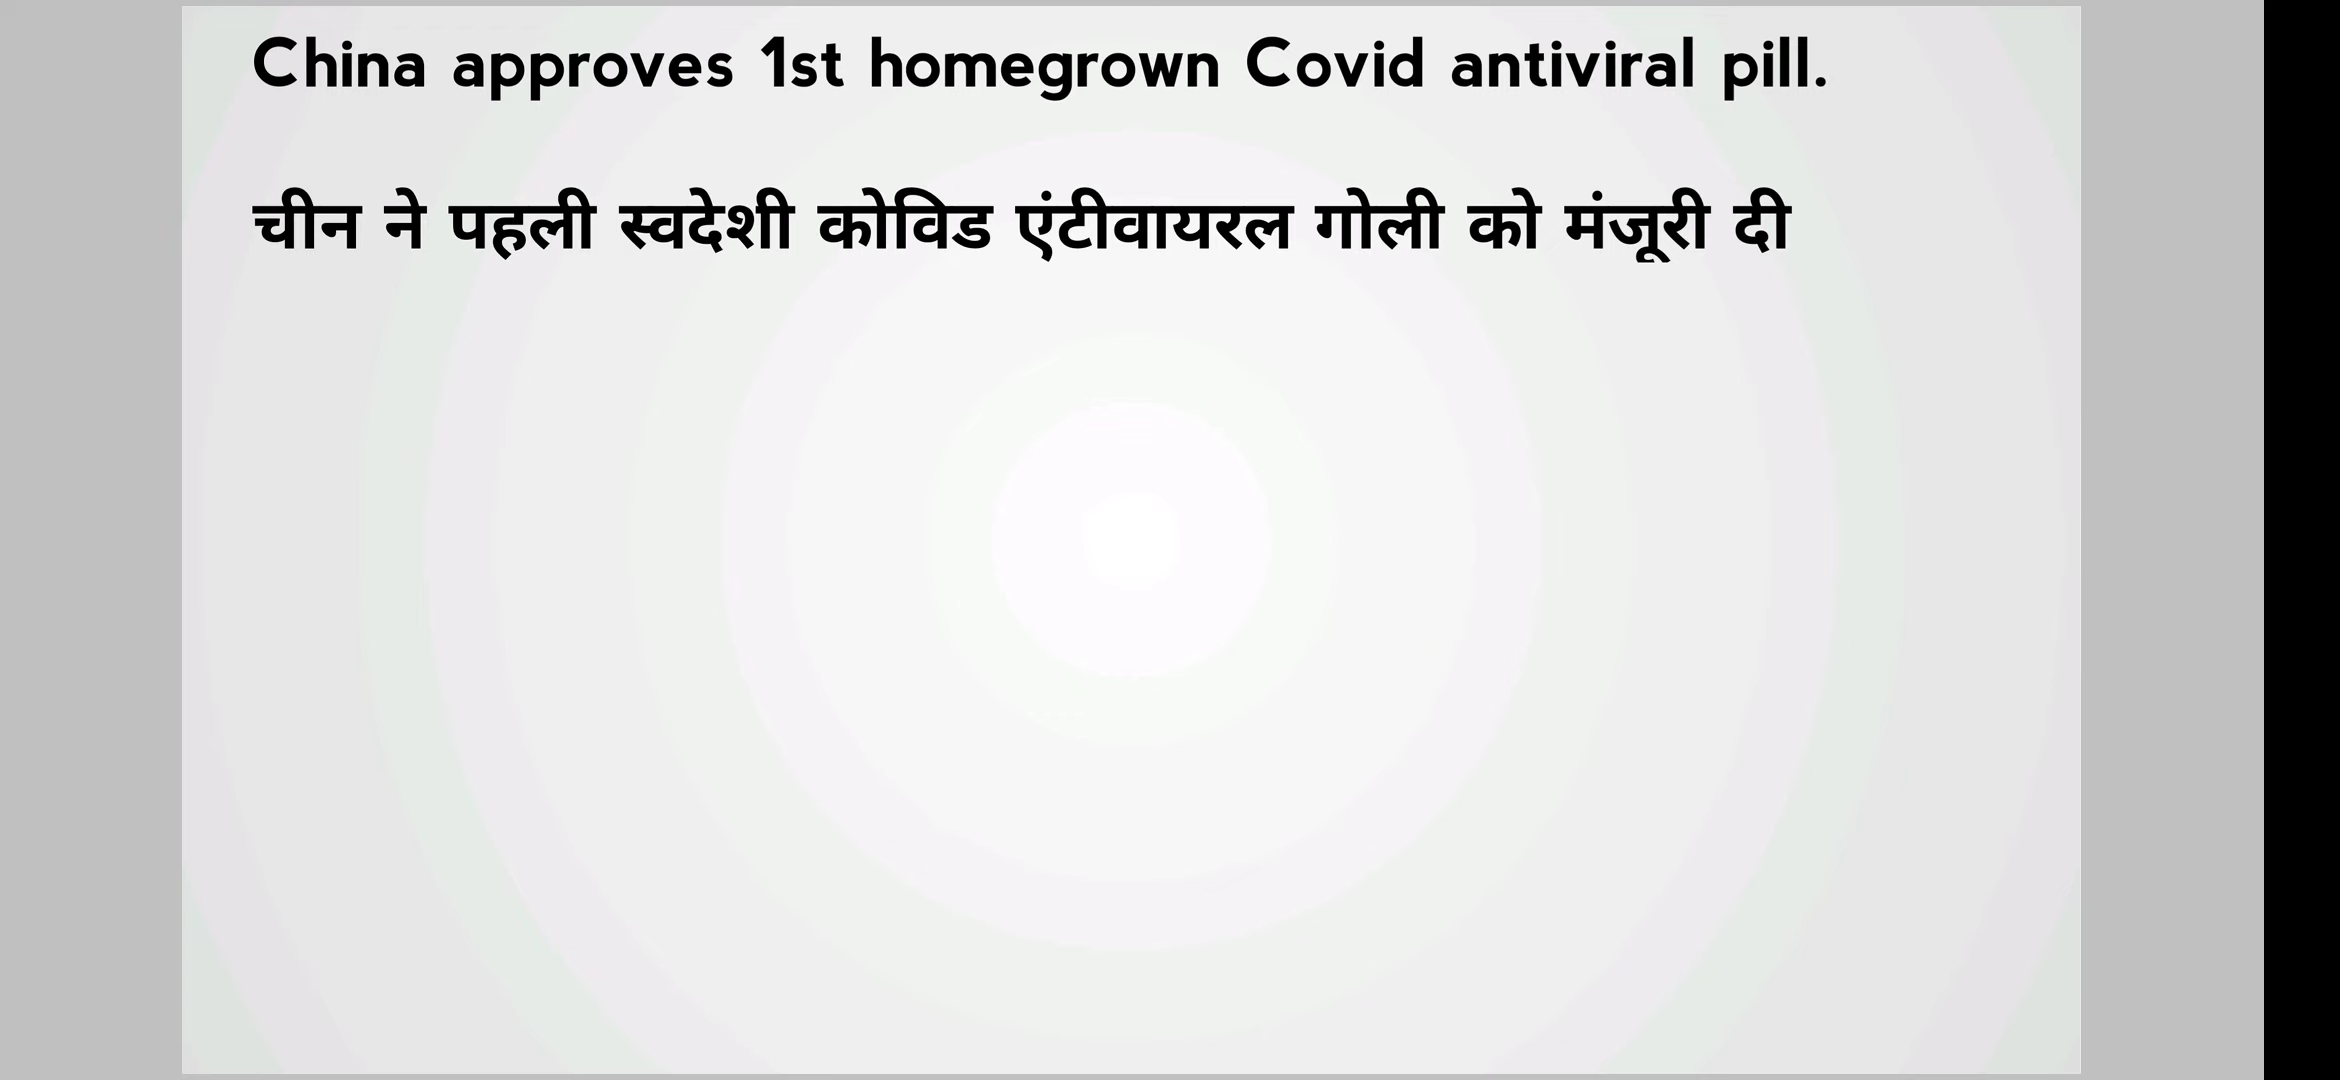 China approves 1st homegrown Covid antiviral pill.
चीन ने पहली स्वदेशी कोविड एंटीवायरल गोली को मंजूरी दी